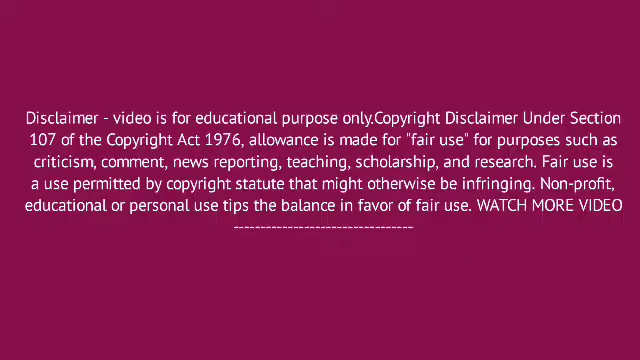 Disclaimer - video is for educational purpose only.Copyright Disclaimer Under Section
107 of the Copyright Act 1976, allowance is made for "fair use" for purposes such as
criticism, comment, news reporting, teaching, scholarship, and research. Fair use is
a use permitted by copyright statute that might otherwise be infringing. Non-profit,
educational or personal use tips the balance in favor of fair use. WATCH MORE VIDEO
---------------------------------